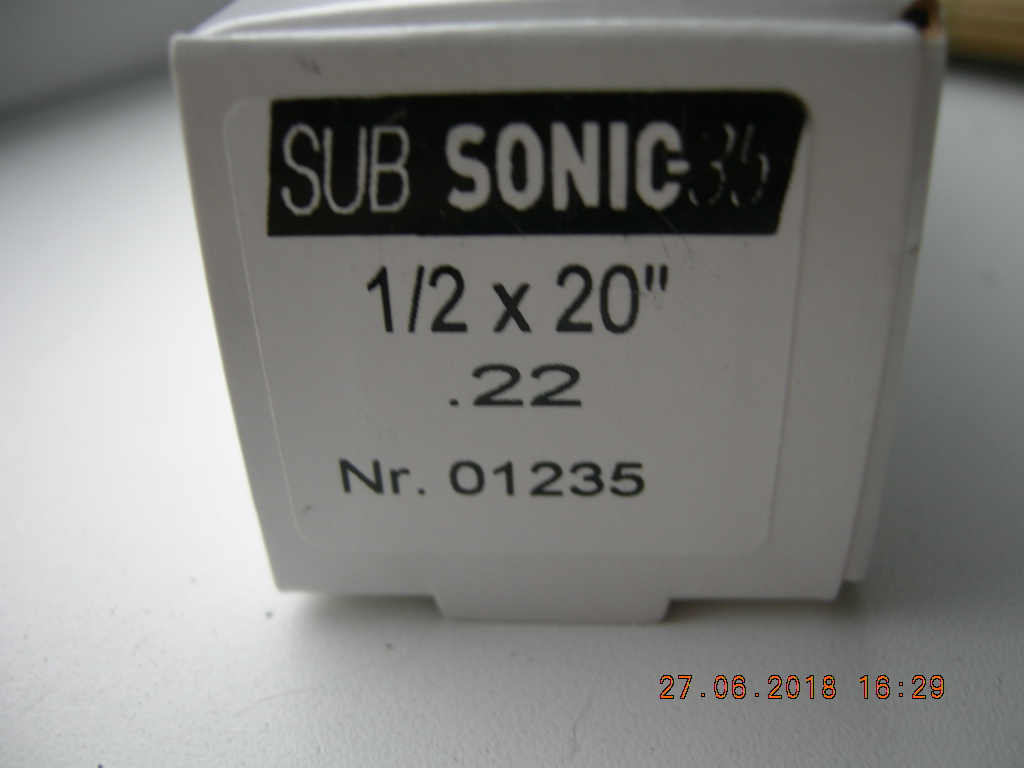 SUB SONIC-35
1/2 x 20"
.22
Nr. 01235
27.06.2018 16:29